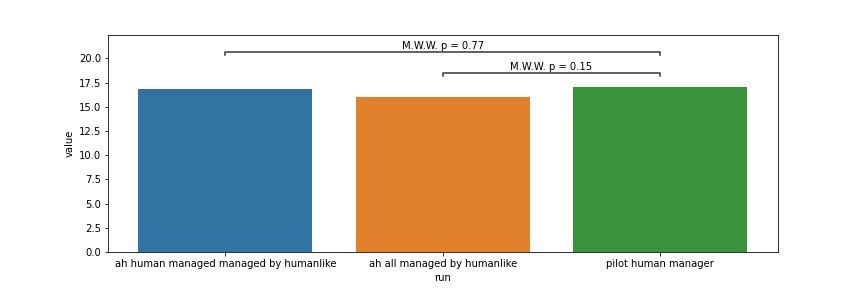 M.W.W. p = 0.77
M.W.W. p = 0.15
20.0
17.5
15.0
12.5
10.0
7.5
5.0
2.5
0.0
value
ah human managed managed by humanlike
ah all managed by humanlike
pilot human manager
run